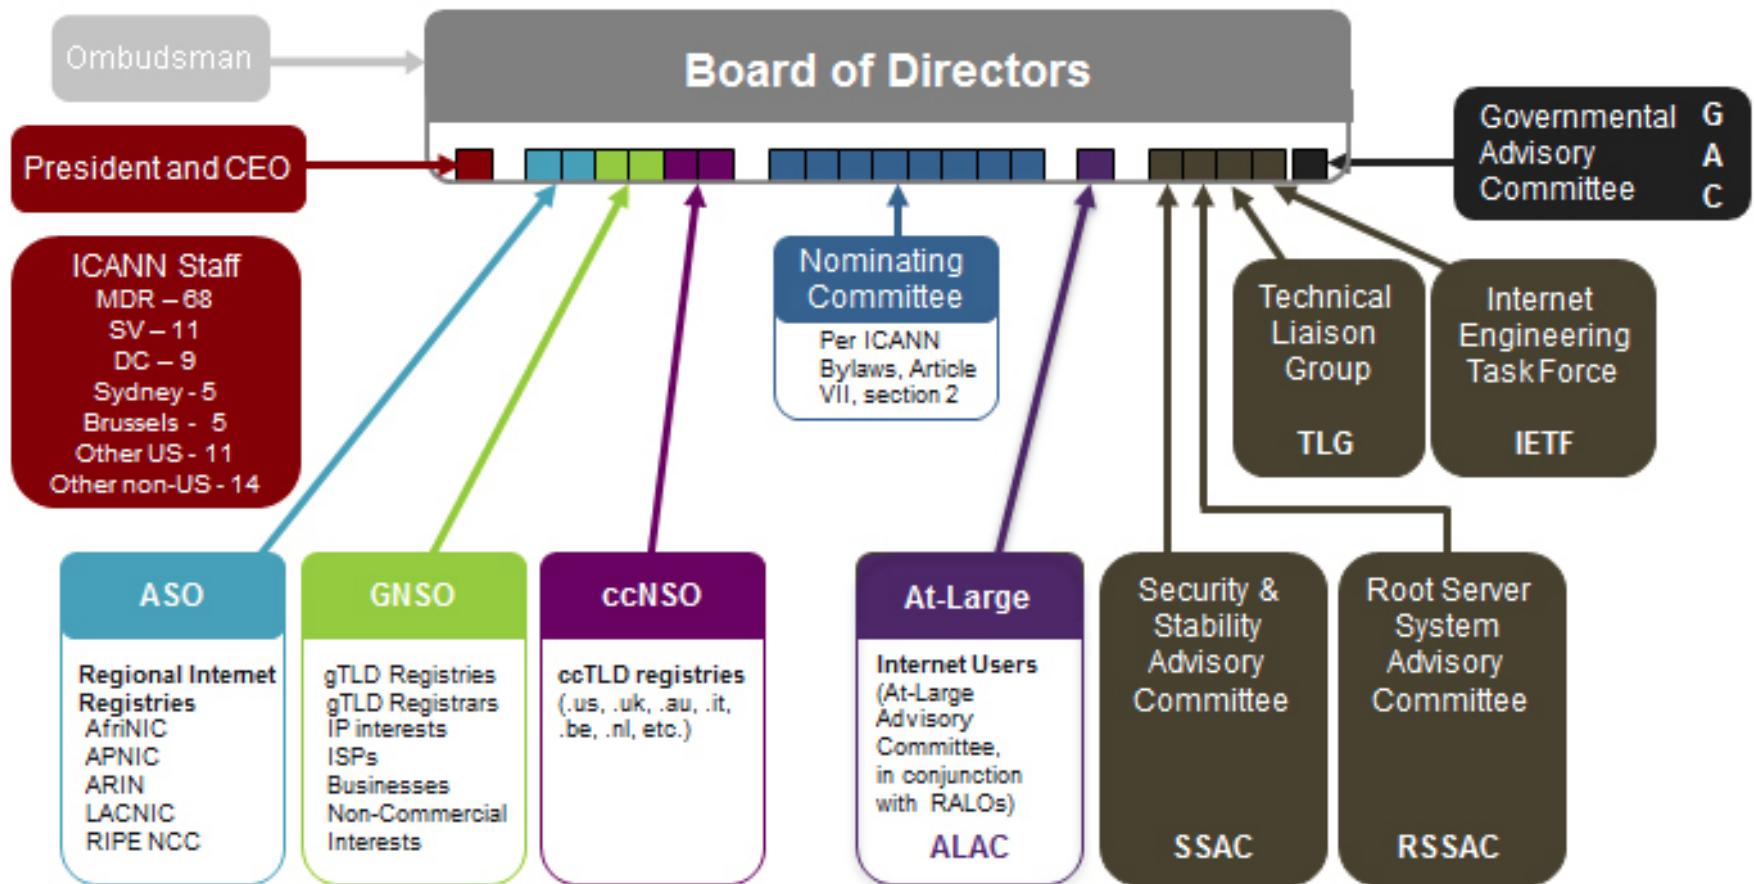 Ombudsman
Board of Directors
President and CEO
Governmental G
Advisory A
Committee C
ICANN Staff
MDR – 68
SV – 11
DC – 9
Sydney - 5
Brussels - 5
Other US - 11
Other non-US - 14
Nominating
Committee
Per ICANN
Bylaws, Article
VII, section 2
Technical
Liaison
Group
TLG
Internet
Engineering
Task Force
IETF
ASO
Regional Internet
Registries
AfriNIC
APNIC
ARIN
LACNIC
RIPE NCC
GNSO
gTLD Registries
gTLD Registrars
IP interests
ISPs
Businesses
Non-Commercial
Interests
ccNSO
ccTLD registries
(.us, .uk, .au, .it,
.be, .nl, etc.)
At-Large
Internet Users
(At-Large
Advisory
Committee,
in conjunction
with RALOs)
ALAC
Security &
Stability
Advisory
Committee
SSAC
Root Server
System
Advisory
Committee
RSSAC